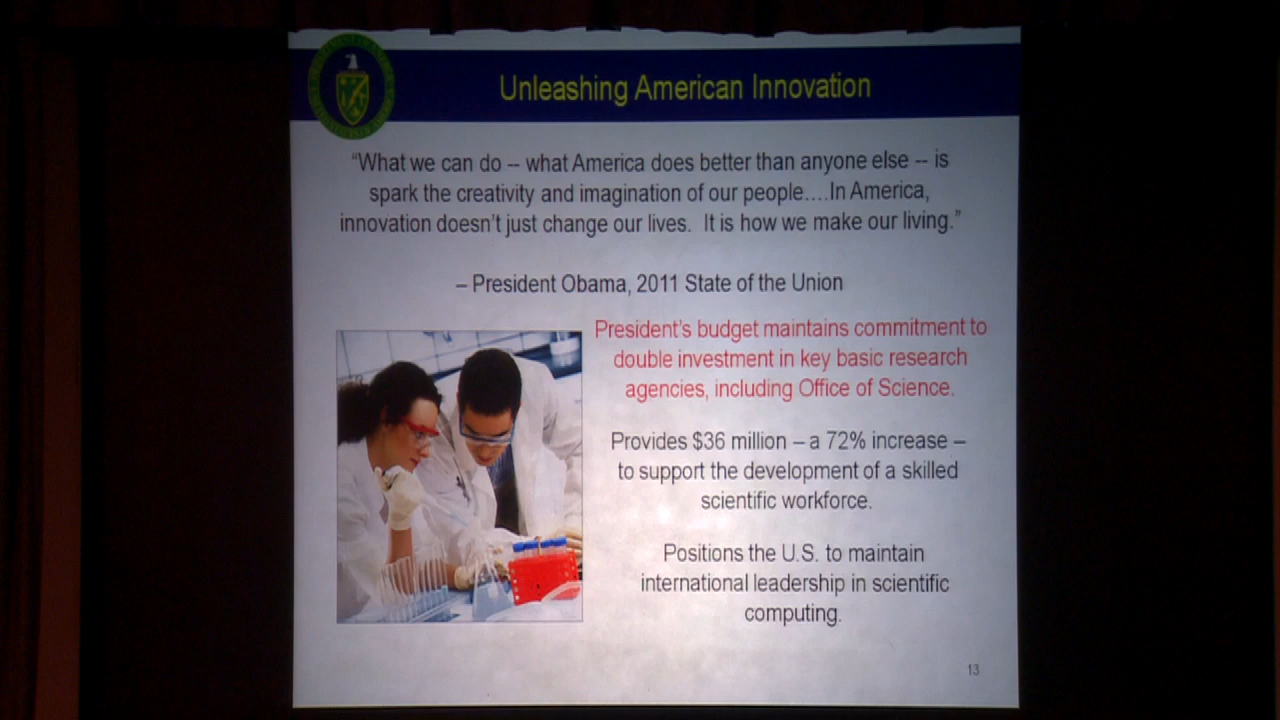 Unleashing American Innovation
“What we can do -- what America does better than anyone else -- is
spark the creativity and imagination of our people....In America,
innovation doesn’t just change our lives.  It is how we make our living.”
– President Obama, 2011 State of the Union
President’s budget maintains commitment to
double investment in key basic research
agencies, including Office of Science.
Provides $36 million – a 72% increase –
to support the development of a skilled
scientific workforce.
Positions the U.S. to maintain
international leadership in scientific
computing.
13